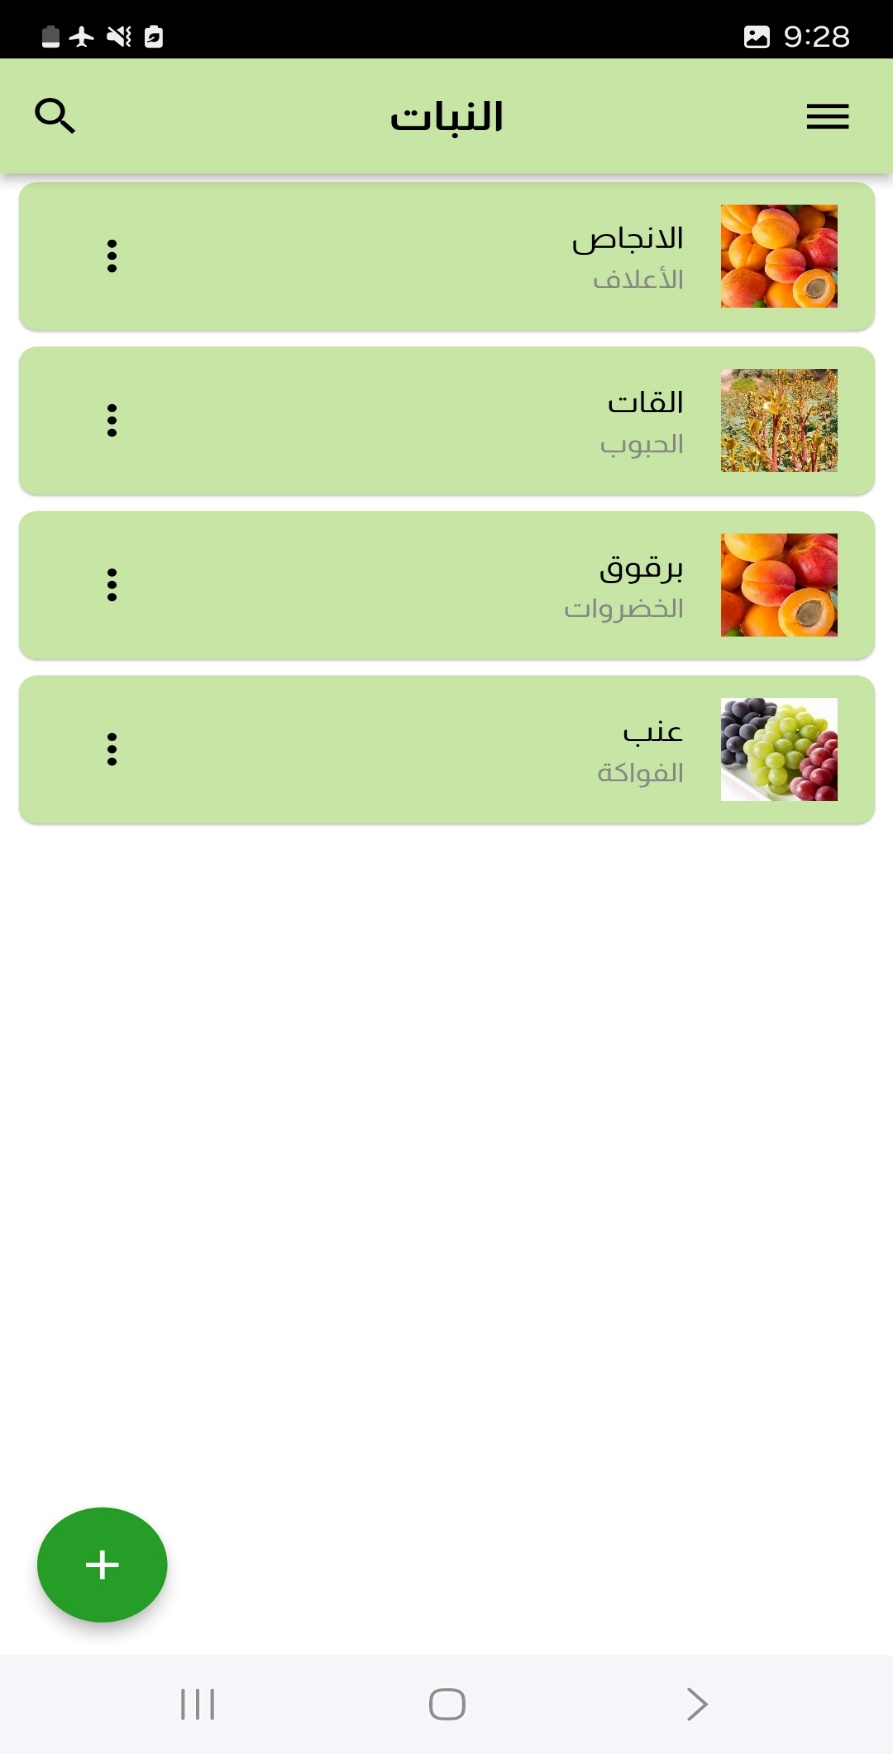 9:28
النبات
الانجاص
الأعلاف
القات
الحبوب
برقوق
الخضروات
عنب
الفواكة